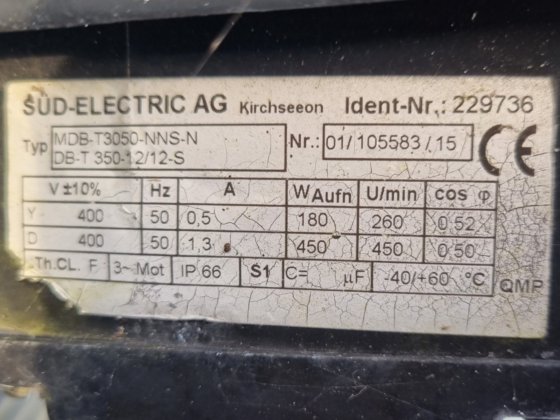 SÜD-ELECTRIC AG Kirchseeon Ident-Nr.: 229736
Typ MDB-T3050-NNS-N Nr.: 01/105583/15 CE
DB-T 350-12/12-S
V ±10% Hz A WAufn U/min cos φ
Y 400 50 0,5 180 260 0.52
D 400 50 1,3 450 450 0.50
Th.CL. F 3~ Mot IP 66 S1 C= µF -40/+60 °C QMP